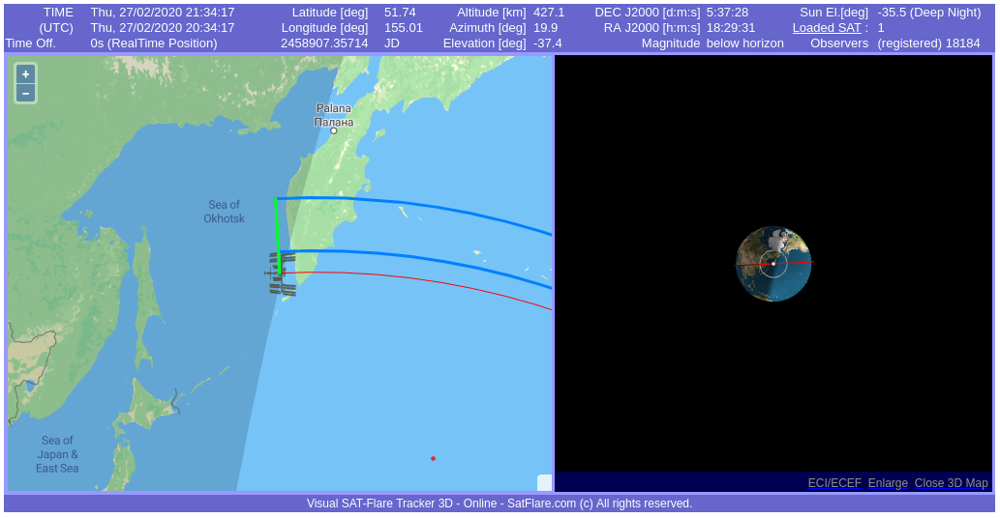 TIME Thu, 27/02/2020 21:34:17 Latitude [deg] 51.74 Altitude [km] 427.1 DEC J2000 [d:m:s] 5:37:28 Sun El.[deg] -35.5 (Deep Night)
(UTC) Thu, 27/02/2020 20:34:17 Longitude [deg] 155.01 Azimuth [deg] 19.9 RA J2000 [h:m:s] 18:29:31 Loaded SAT : 1
Time Off. 0s (RealTime Position) 2458907.35714 JD Elevation [deg] -37.4 Magnitude below horizon Observers (registered) 18184
+
−
Palana
Палана
Sea of
Okhotsk
Sea of
Japan &
East Sea
ECI/ECEF Enlarge Close 3D Map
Visual SAT-Flare Tracker 3D - Online - SatFlare.com (c) All rights reserved.